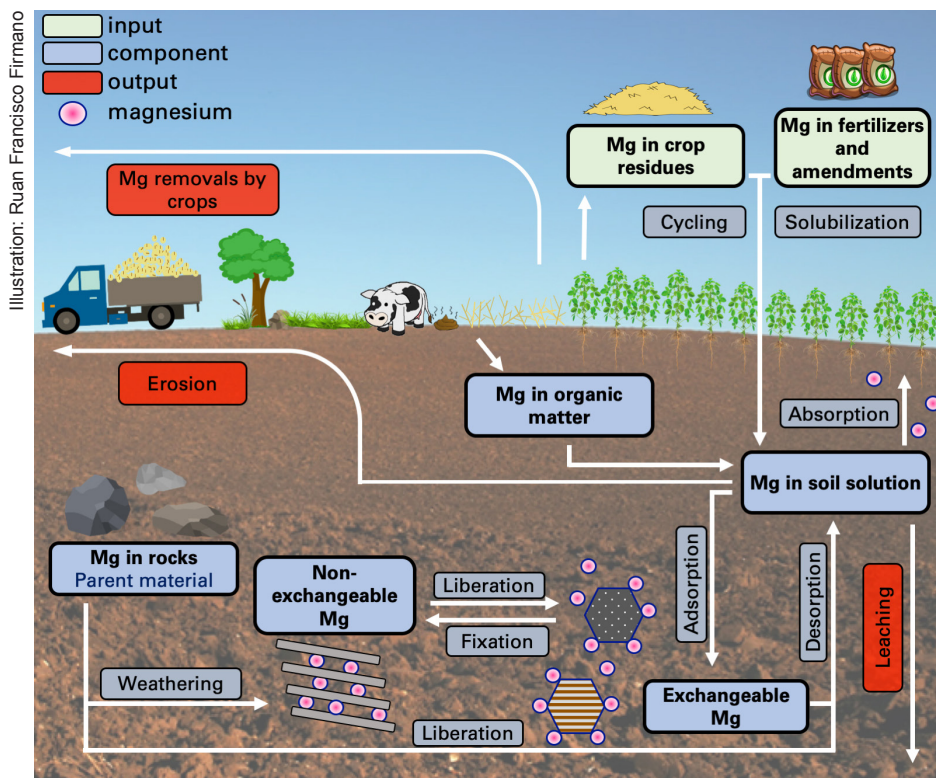 Illustration: Ruan Francisco Firmano
input
component
output
magnesium
Mg in crop
residues
Mg in fertilizers
and
amendments
Mg removals by
crops
Cycling
Solubilization
Erosion
Mg in organic
matter
Absorption
Mg in soil solution
Mg in rocks
Parent material
Non-
exchangeable
Mg
Liberation
Fixation
Adsorption
Desorption
Leaching
Weathering
Exchangeable
Mg
Liberation